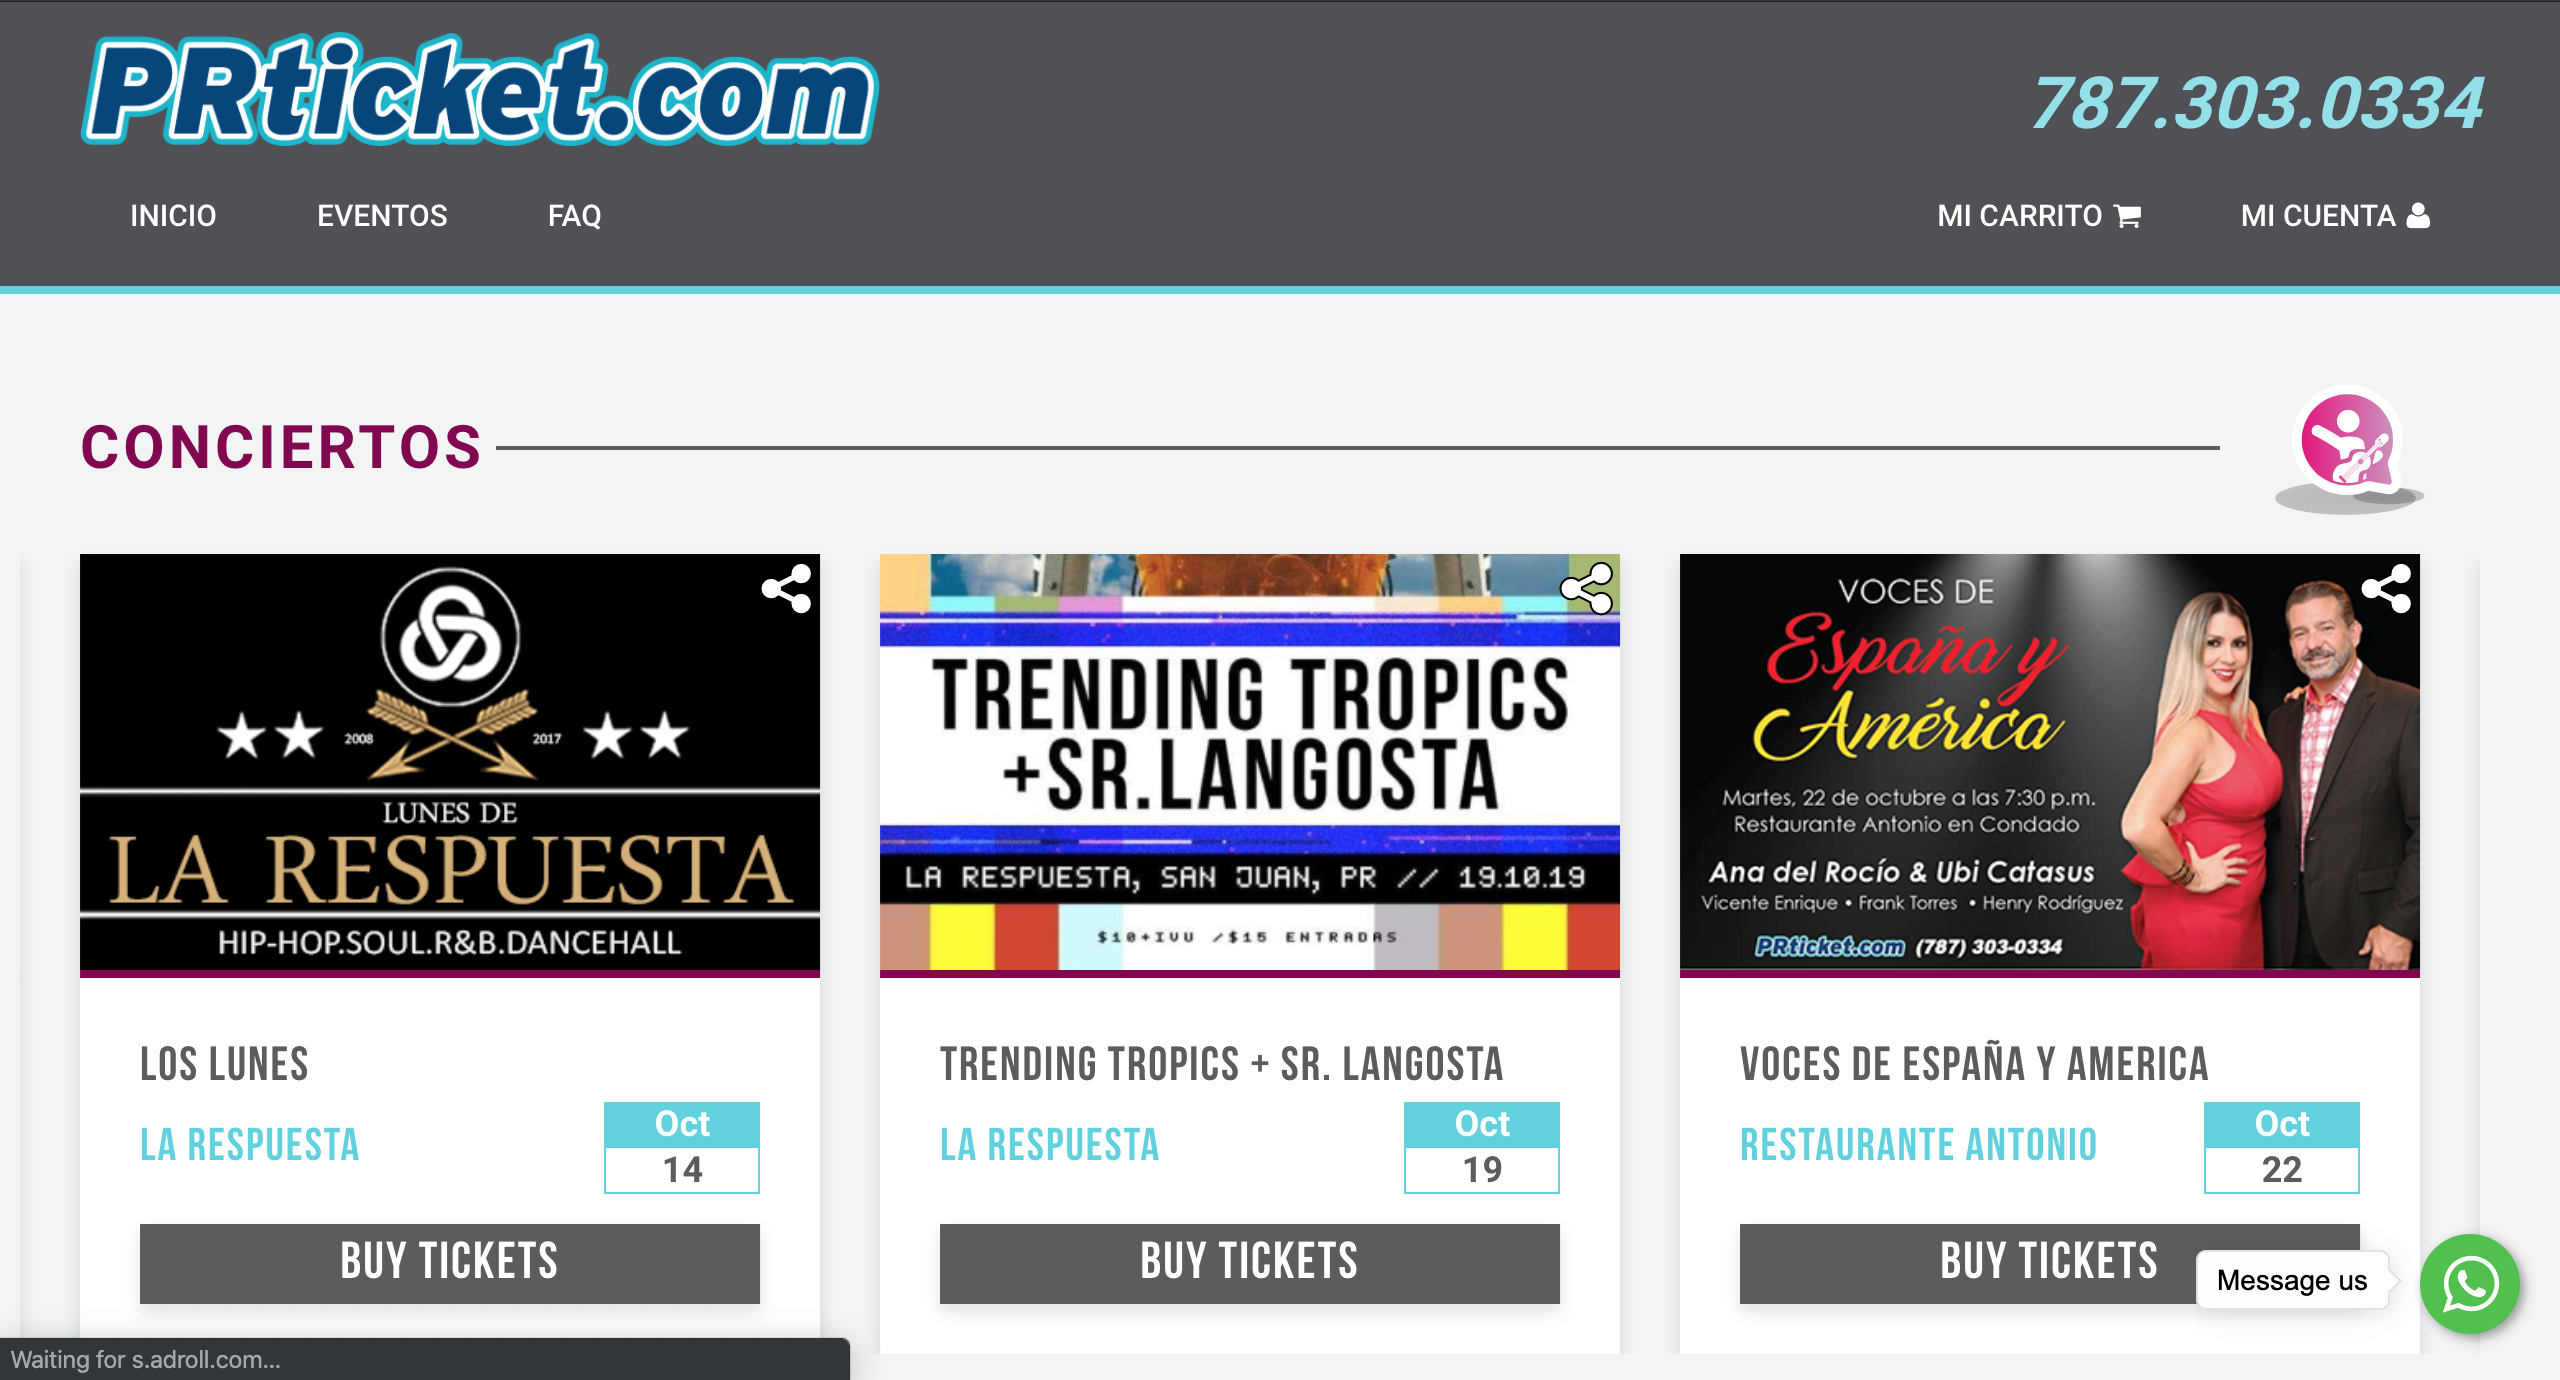 PRticket.com
787.303.0334
INICIO
EVENTOS
FAQ
MI CARRITO
MI CUENTA
CONCIERTOS
2008
2017
LUNES DE
LA RESPUESTA
HIP-HOP.SOUL.R&B.DANCEHALL
LOS LUNES
LA RESPUESTA
Oct
14
BUY TICKETS
TRENDING TROPICS
+SR.LANGOSTA
LA RESPUESTA, SAN JUAN, PR // 19.10.19
$10+IVU /$15 ENTRADAS
TRENDING TROPICS + SR. LANGOSTA
LA RESPUESTA
Oct
19
BUY TICKETS
VOCES DE
España y
América
Martes, 22 de octubre a las 7:30 p.m.
Restaurante Antonio en Condado
Ana del Rocío & Ubi Catasus
Vicente Enrique • Frank Torres • Henry Rodríguez
PRticket.com (787) 303-0334
VOCES DE ESPAÑA Y AMERICA
RESTAURANTE ANTONIO
Oct
22
BUY TICKETS
Message us
Waiting for s.adroll.com...